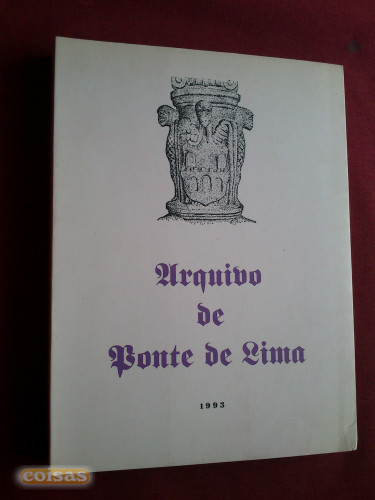 Arquivo
de
Ponte de Lima
1993
coisas